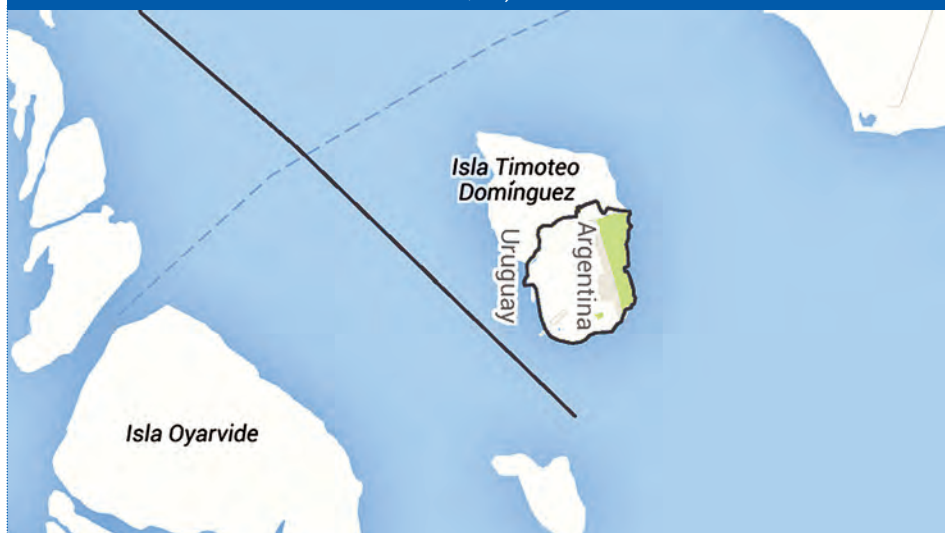 Isla Timoteo
Domínguez
Uruguay
Argentina
Isla Oyarvide